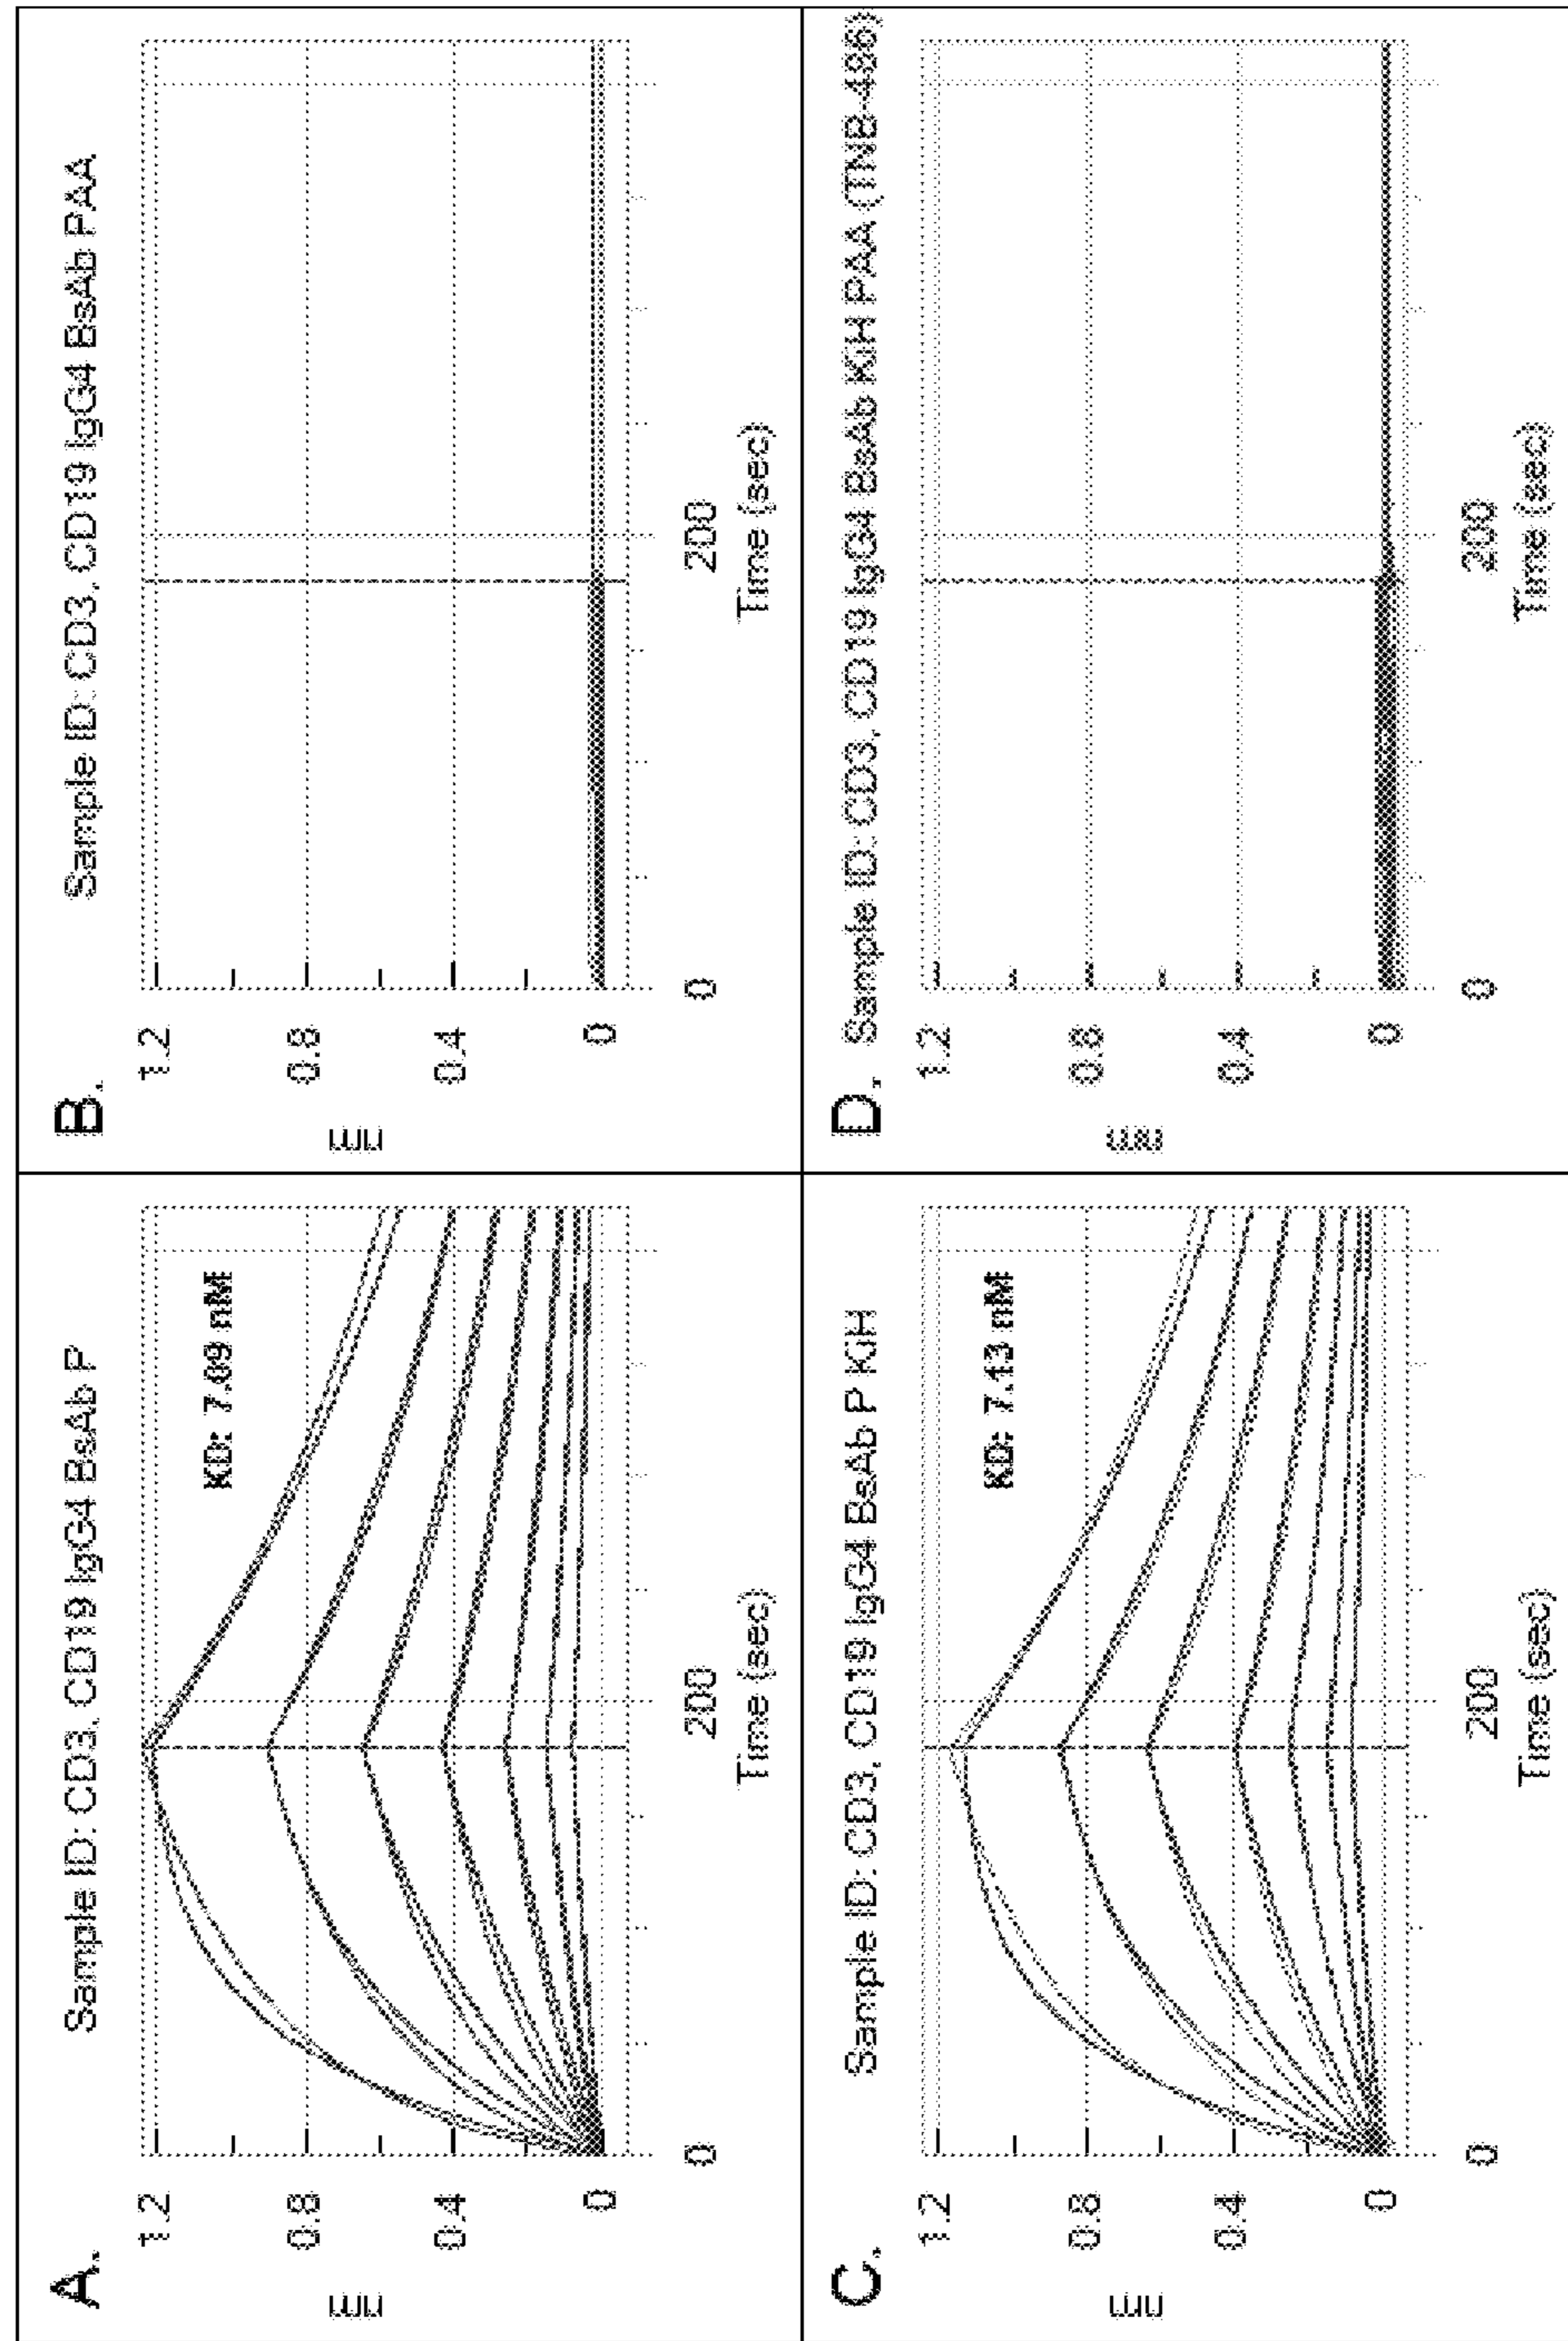 A.
Sample ID: CD3, CD19 IgG4 BsAb P
1.2
0.8
0.4
0
nm
KD: 7.09 nM
0
200
Time (sec)
B.
Sample ID: CD3, CD19 IgG4 BsAb PAA
1.2
0.8
0.4
0
nm
0
200
Time (sec)
C.
Sample ID: CD3, CD19 IgG4 BsAb P KiH
1.2
0.8
0.4
0
nm
KD: 7.13 nM
0
200
Time (sec)
D.
Sample ID: CD3, CD19 IgG4 BsAb KiH PAA (TNB-486)
1.2
0.8
0.4
0
nm
0
200
Time (sec)